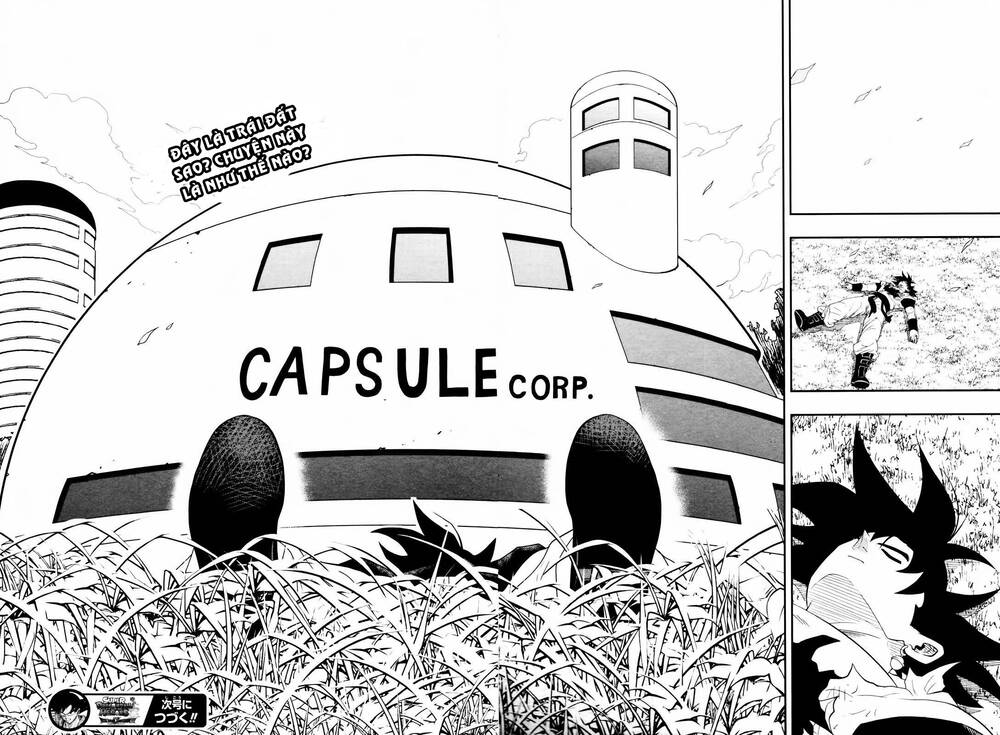 ĐÂY LÀ TRÁI ĐẤT
SAO? CHUYỆN NÀY
LÀ NHƯ THẾ NÀO?
CAPSULE CORP.
次号に
つづく!!